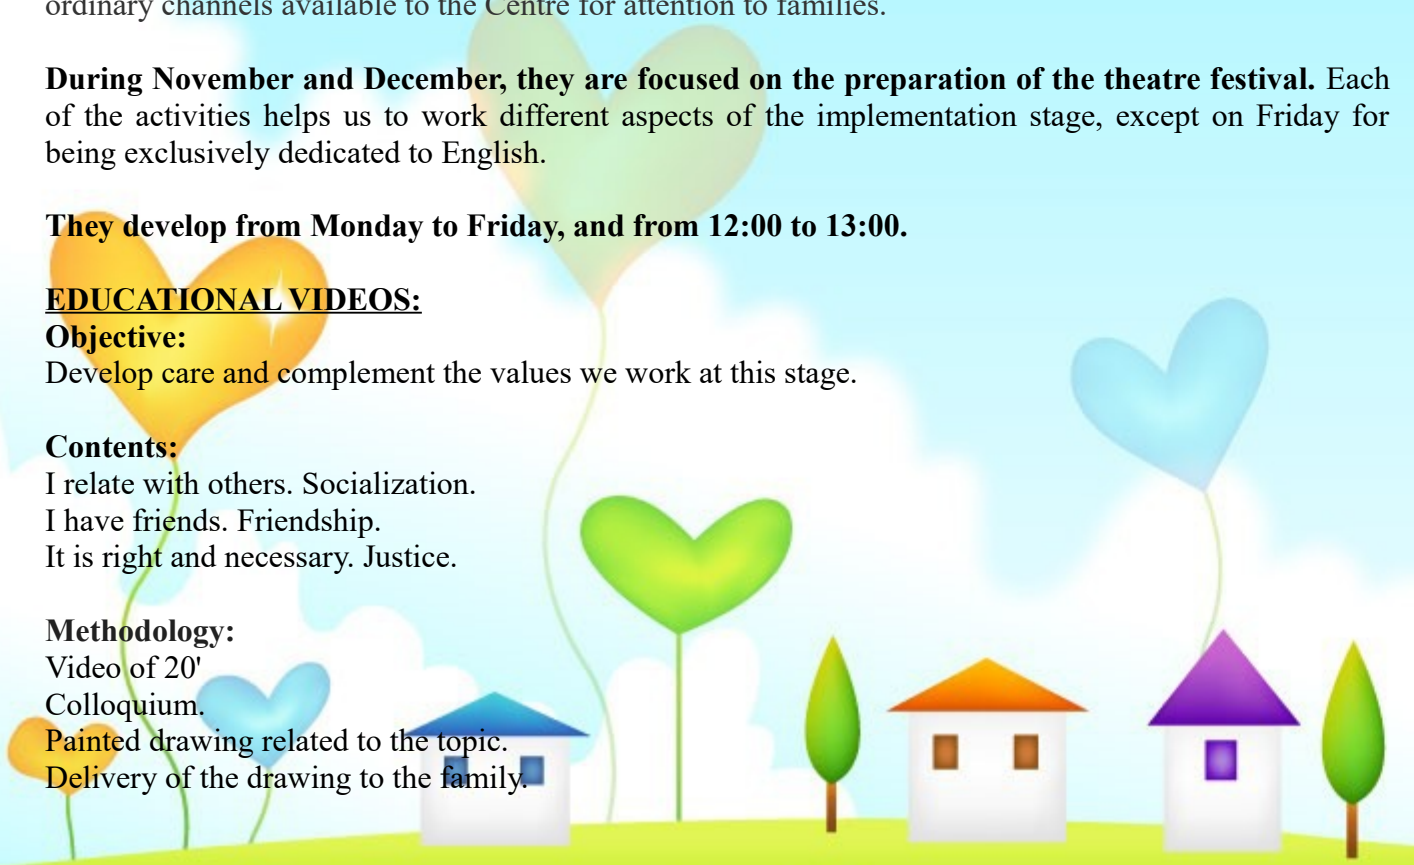 ordinary channels available to the Centre for attention to families.
During November and December, they are focused on the preparation of the theatre festival. Each
of the activities helps us to work different aspects of the implementation stage, except on Friday for
being exclusively dedicated to English.
They develop from Monday to Friday, and from 12:00 to 13:00.
EDUCATIONAL VIDEOS:
Objective:
Develop care and complement the values we work at this stage.
Contents:
I relate with others. Socialization.
I have friends. Friendship.
It is right and necessary. Justice.
Methodology:
Video of 20'
Colloquium.
Painted drawing related to the topic.
Delivery of the drawing to the family.